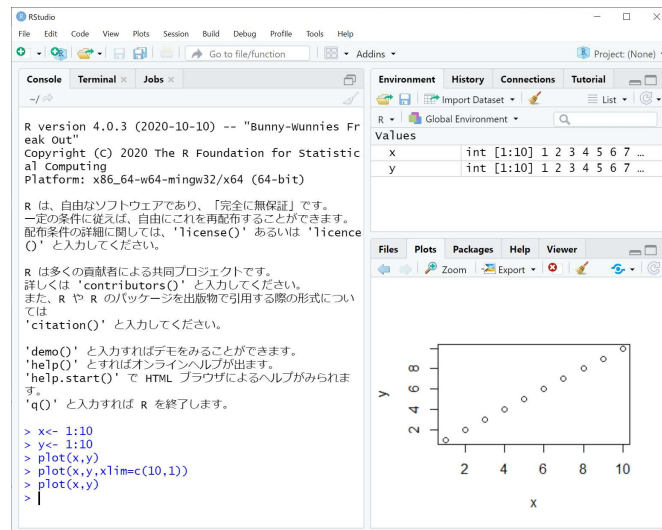 RStudio
File Edit Code View Plots Session Build Debug Profile Tools Help
Go to file/function
Addins
Project: (None)
Console Terminal Jobs
~/
R version 4.0.3 (2020-10-10) -- "Bunny-Wunnies Fr
eak Out"
Copyright (C) 2020 The R Foundation for Statistic
al Computing
Platform: x86_64-w64-mingw32/x64 (64-bit)
R は、自由なソフトウェアであり、「完全に無保証」です。
一定の条件に従えば、自由にこれを再配布することができます。
配布条件の詳細に関しては、'license()' あるいは 'licence
()' と入力してください。
R は多くの貢献者による共同プロジェクトです。
詳しくは 'contributors()' と入力してください。
また、R や R のパッケージを出版物で引用する際の形式につい
ては
'citation()' と入力してください。
'demo()' と入力すればデモをみることができます。
'help()' とすればオンラインヘルプが出ます。
'help.start()' で HTML ブラウザによるヘルプがみられま
す。
'q()' と入力すれば R を終了します。
> x<- 1:10
> y<- 1:10
> plot(x,y)
> plot(x,y,xlim=c(10,1))
> plot(x,y)
>
Environment History Connections Tutorial
Import Dataset
List
R Global Environment
Values
x int [1:10] 1 2 3 4 5 6 7 …
y int [1:10] 1 2 3 4 5 6 7 …
Files Plots Packages Help Viewer
Zoom Export
y
8
6
4
2
2 4 6 8 10
x